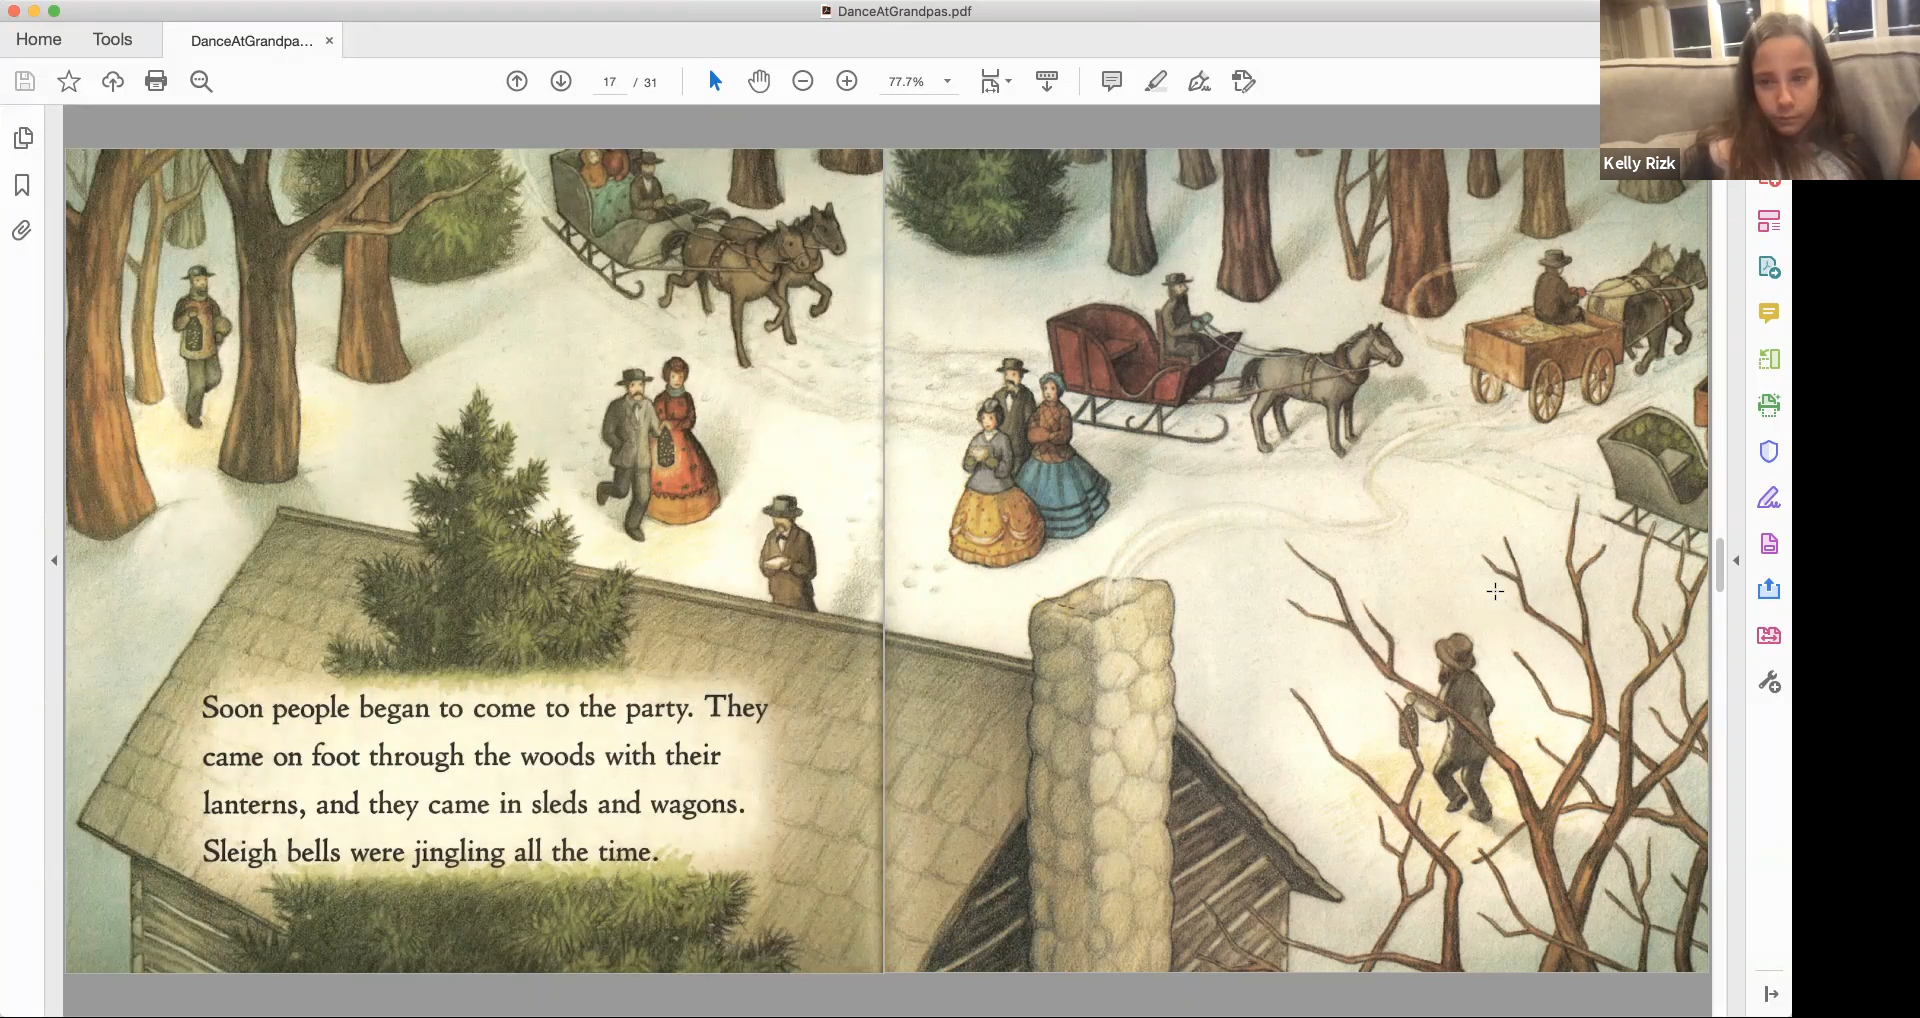 DanceAtGrandpas.pdf
Home Tools DanceAtGrandpa... ×
17 / 31 77.7%
Kelly Rizk
Soon people began to come to the party. They
came on foot through the woods with their
lanterns, and they came in sleds and wagons.
Sleigh bells were jingling all the time.